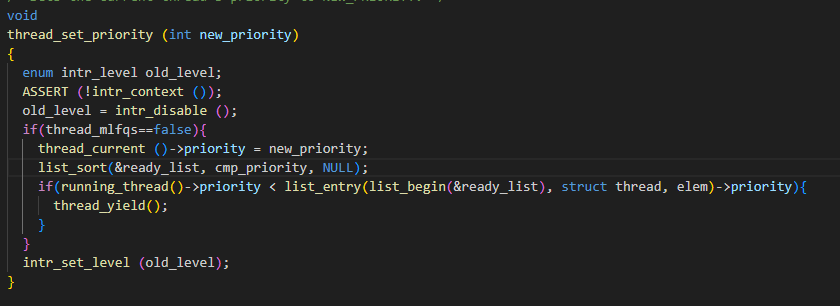 void
thread_set_priority (int new_priority)
{
  enum intr_level old_level;
  ASSERT (!intr_context ());
  old_level = intr_disable ();
  if(thread_mlfqs==false){
    thread_current ()->priority = new_priority;
    list_sort(&ready_list, cmp_priority, NULL);
    if(running_thread()->priority < list_entry(list_begin(&ready_list), struct thread, elem)->priority){
      thread_yield();
    }
  }
  intr_set_level (old_level);
}